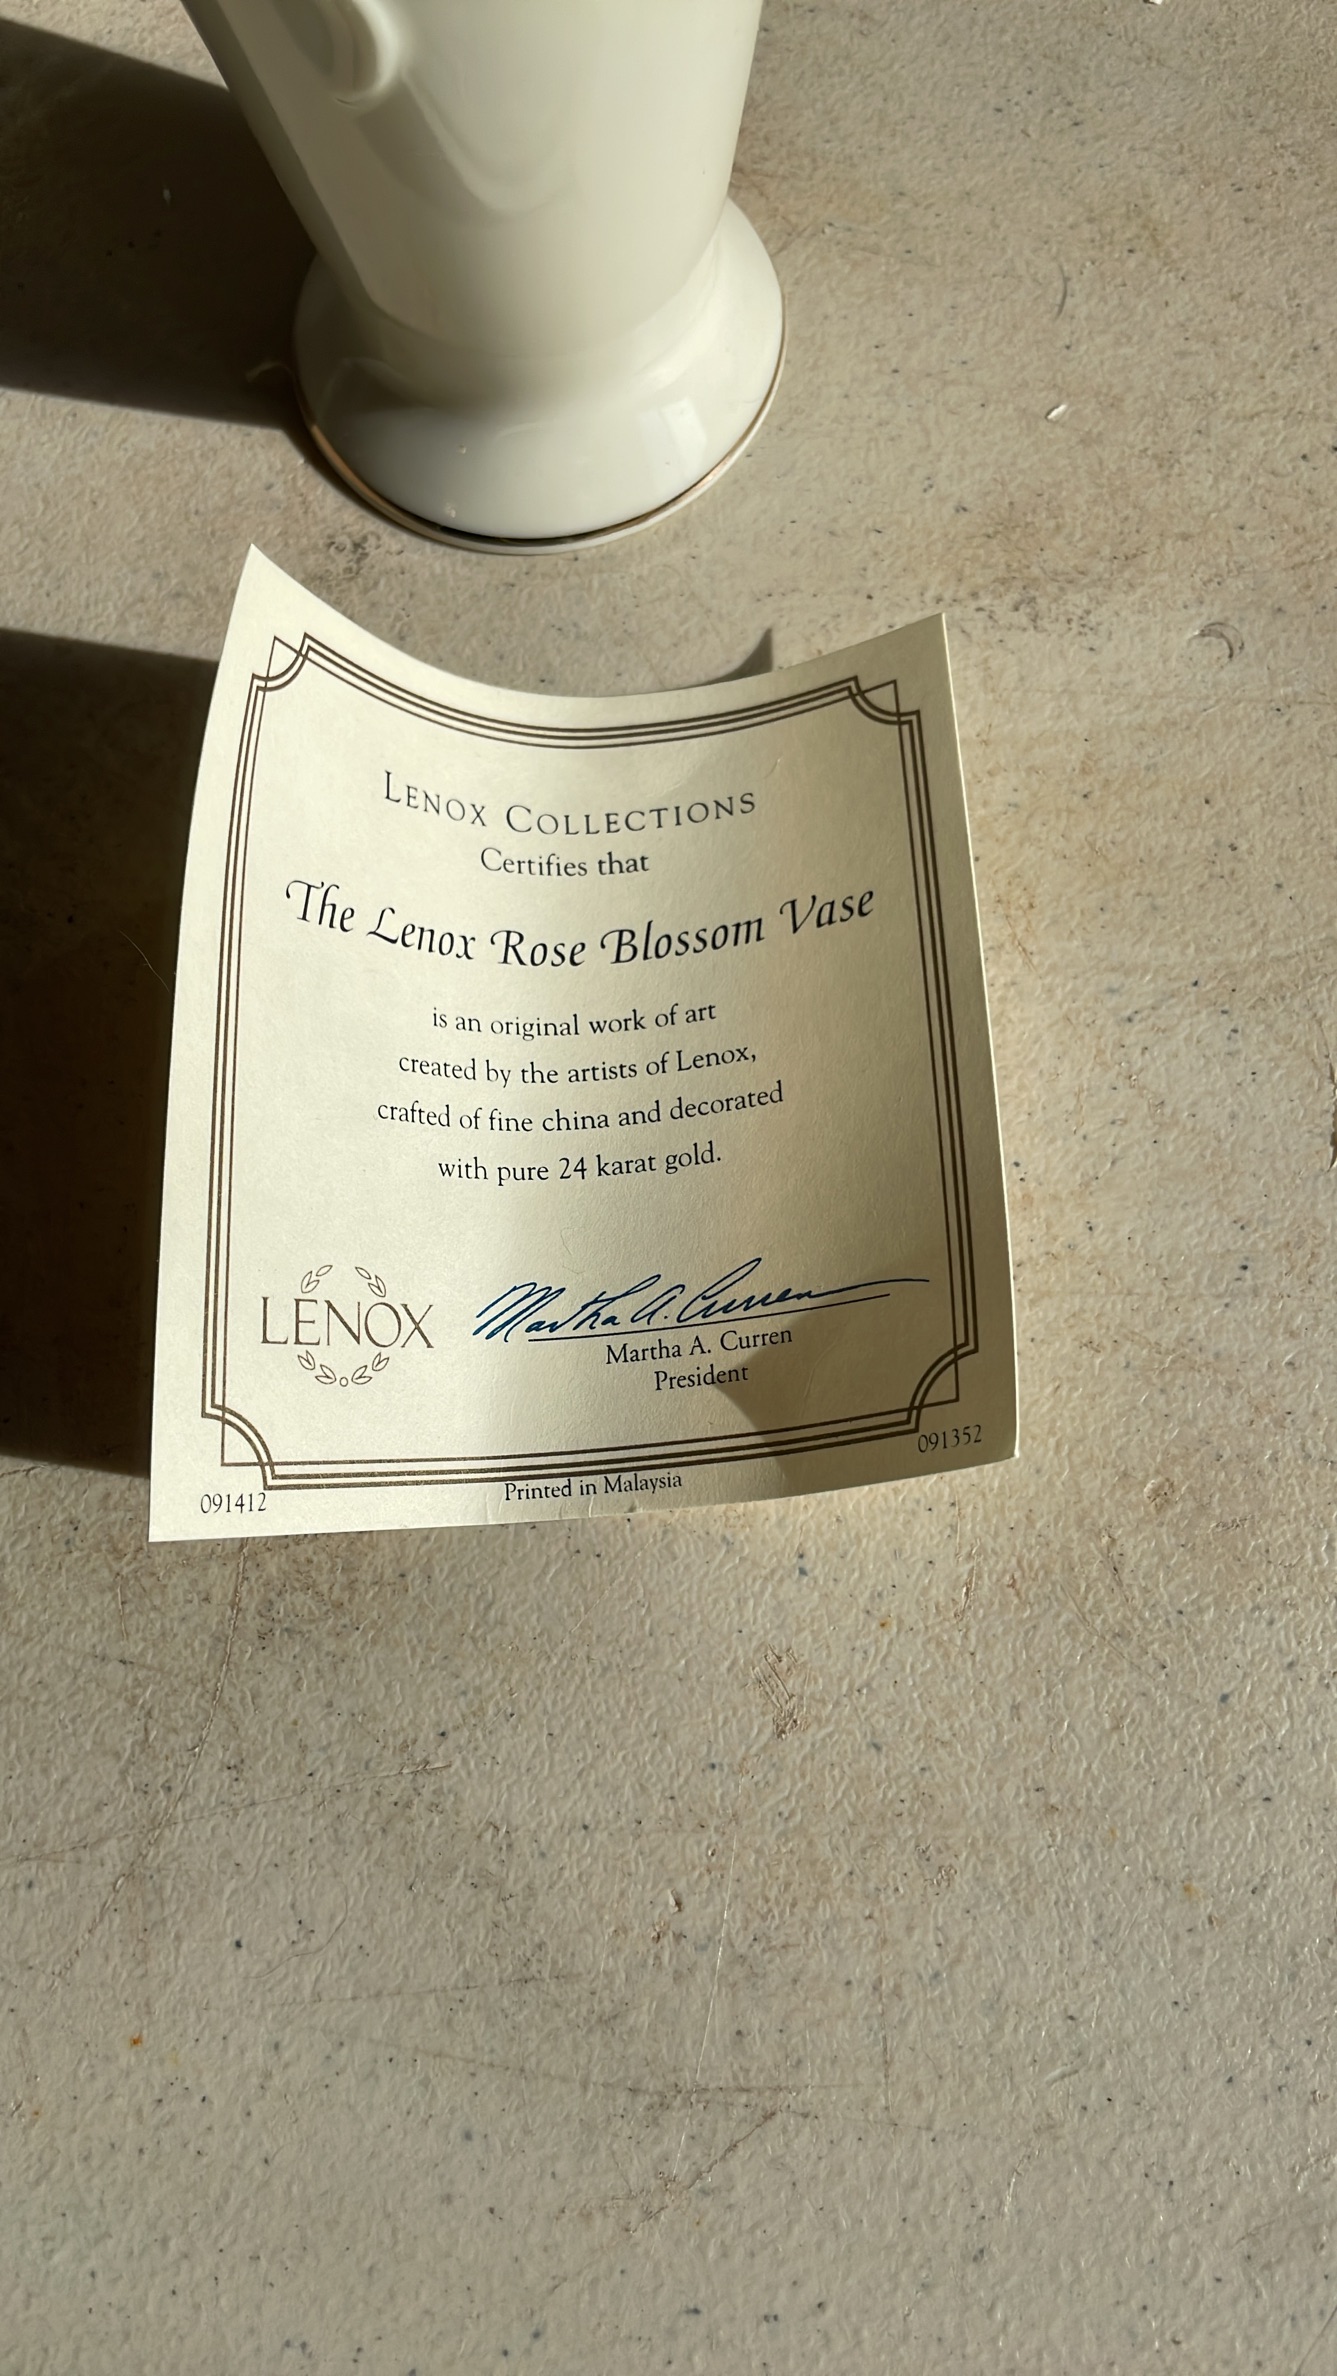 LENOX COLLECTIONS
Certifies that
The Lenox Rose Blossom Vase
is an original work of art
created by the artists of Lenox,
crafted of fine china and decorated
with pure 24 karat gold.
LENOX
Martha A. Curren
Martha A. Curren
President
091352
Printed in Malaysia
091412